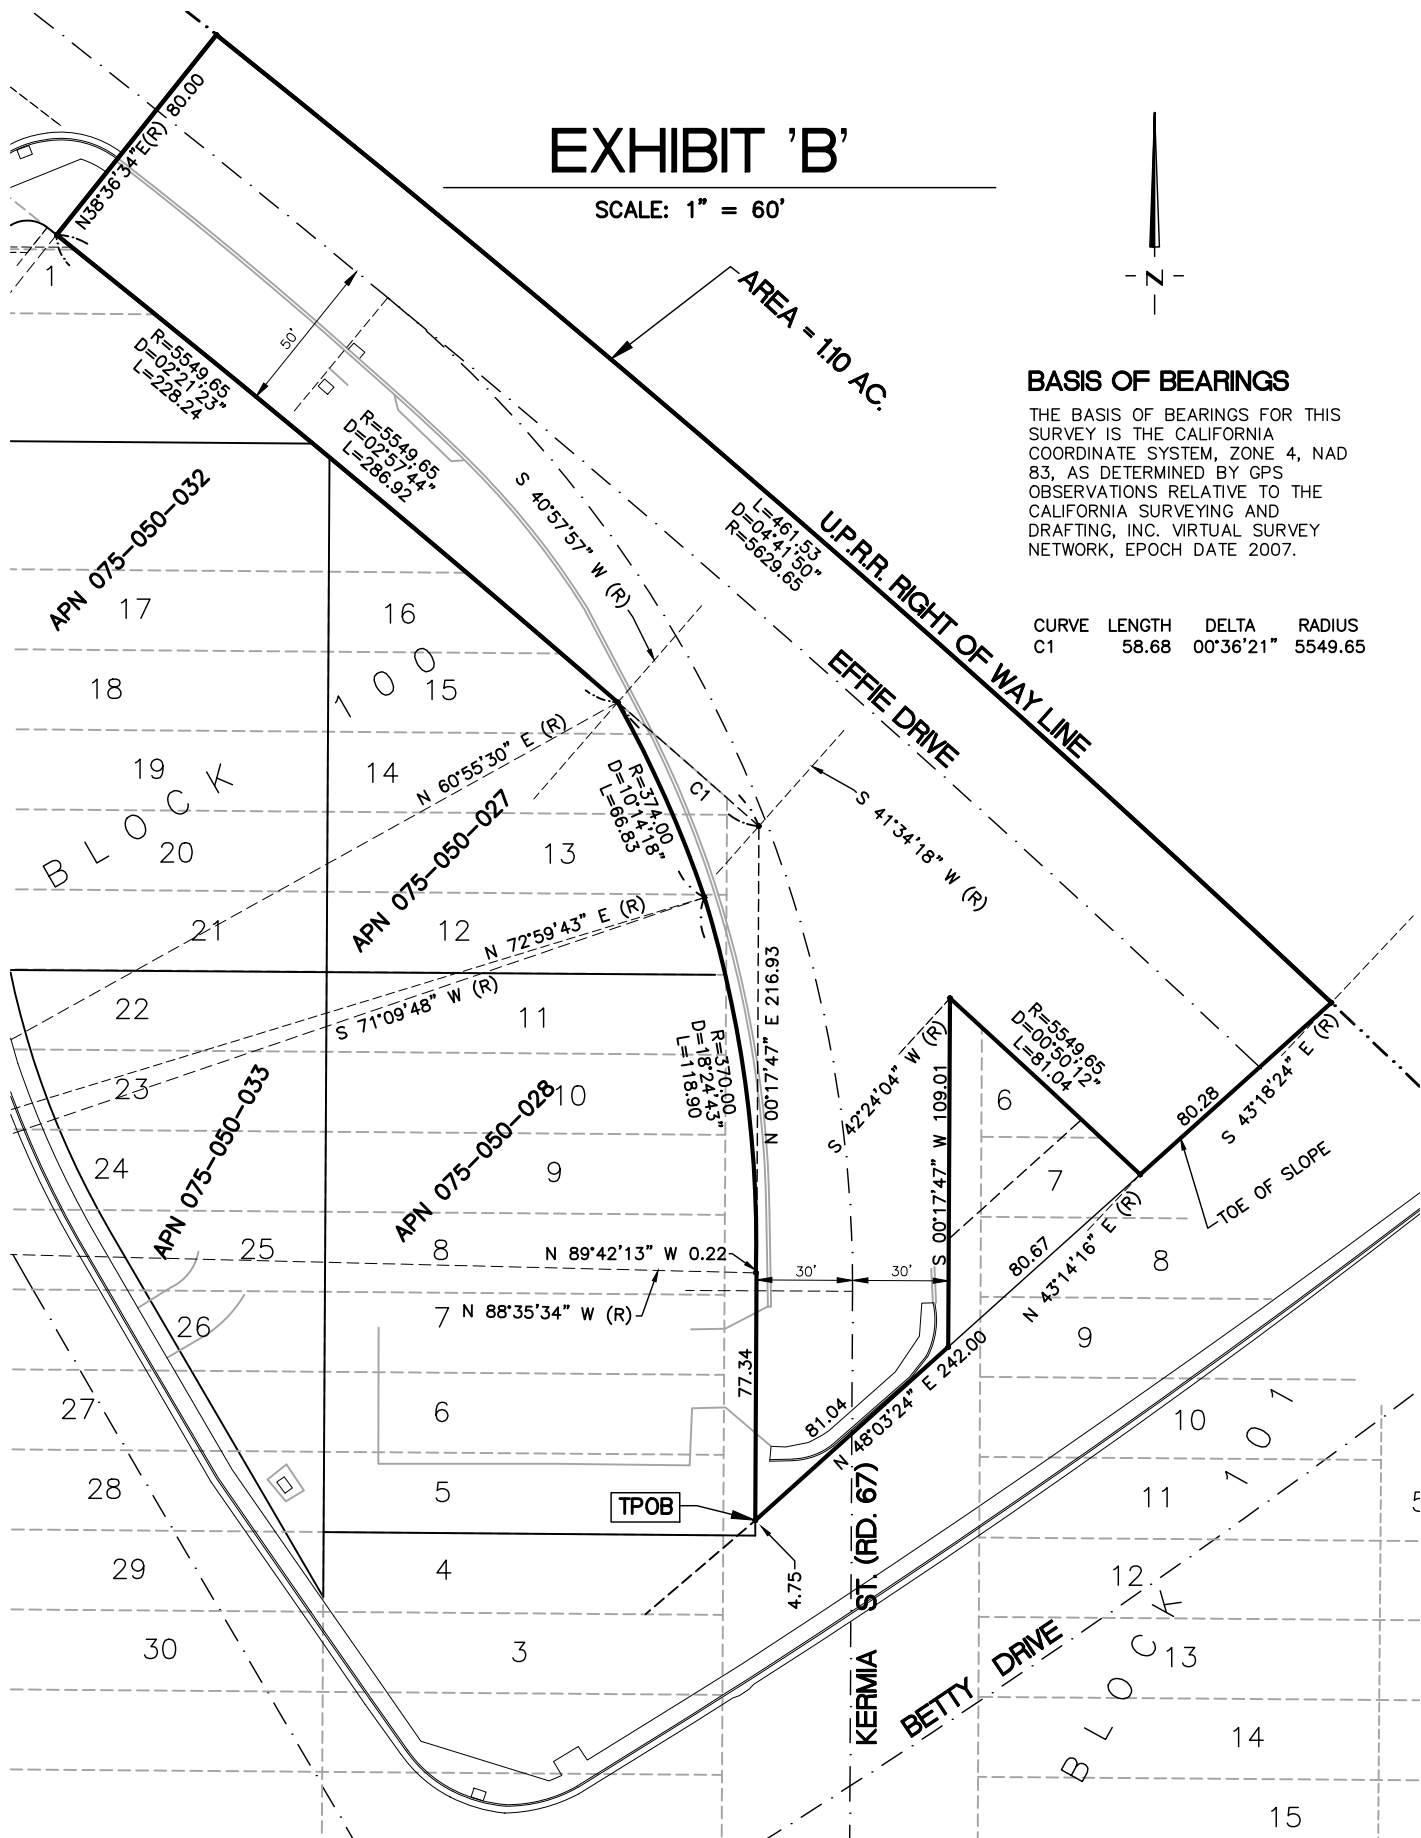 EXHIBIT 'B'
SCALE: 1" = 60'
N38°36'34"E(R) 80.00
-N-
AREA = 1.10 AC.
BASIS OF BEARINGS
THE BASIS OF BEARINGS FOR THIS
SURVEY IS THE CALIFORNIA
COORDINATE SYSTEM, ZONE 4, NAD
83, AS DETERMINED BY GPS
OBSERVATIONS RELATIVE TO THE
CALIFORNIA SURVEYING AND
DRAFTING, INC. VIRTUAL SURVEY
NETWORK, EPOCH DATE 2007.
CURVE LENGTH DELTA RADIUS
C1 58.68 00°36'21" 5549.65
1
50'
R=5549.65
D=02°21'23"
L=228.24
R=5549.65
D=02°57'44"
L=286.92
S 40°57'57" W (R)
L=461.53
D=04°41'50"
R=5629.65
U.P.R.R. RIGHT OF WAY LINE
EFFIE DRIVE
APN 075-050-032
17
16
18
15
19
14
20
13
21
12
BLOCK 100
N 60°55'30" E (R)
APN 075-050-027
R=374.00
D=10°14'18"
L=66.83
C1
S 41°34'18" W (R)
N 72°59'43" E (R)
S 71°09'48" W (R)
N 00°17'47" E 216.93
22
11
23
10
24
9
25
8
26
7
27
6
28
5
29
4
30
3
APN 075-050-033
APN 075-050-028
R=370.00
D=18°24'43"
L=118.90
S 42°24'04" W (R)
S 00°17'47" W 109.01
R=5549.65
D=00°50'12"
L=81.04
80.28
S 43°18'24" E (R)
TOE OF SLOPE
6
7
8
9
10
11
12
13
14
15
5
80.67
N 43°14'16" E (R)
N 89°42'13" W 0.22
N 88°35'34" W (R)
30'
30'
77.34
81.04
N 48°03'24" E 242.00
TPOB
4.75
KERMIA ST. (RD. 67)
BETTY DRIVE
BLOCK 101